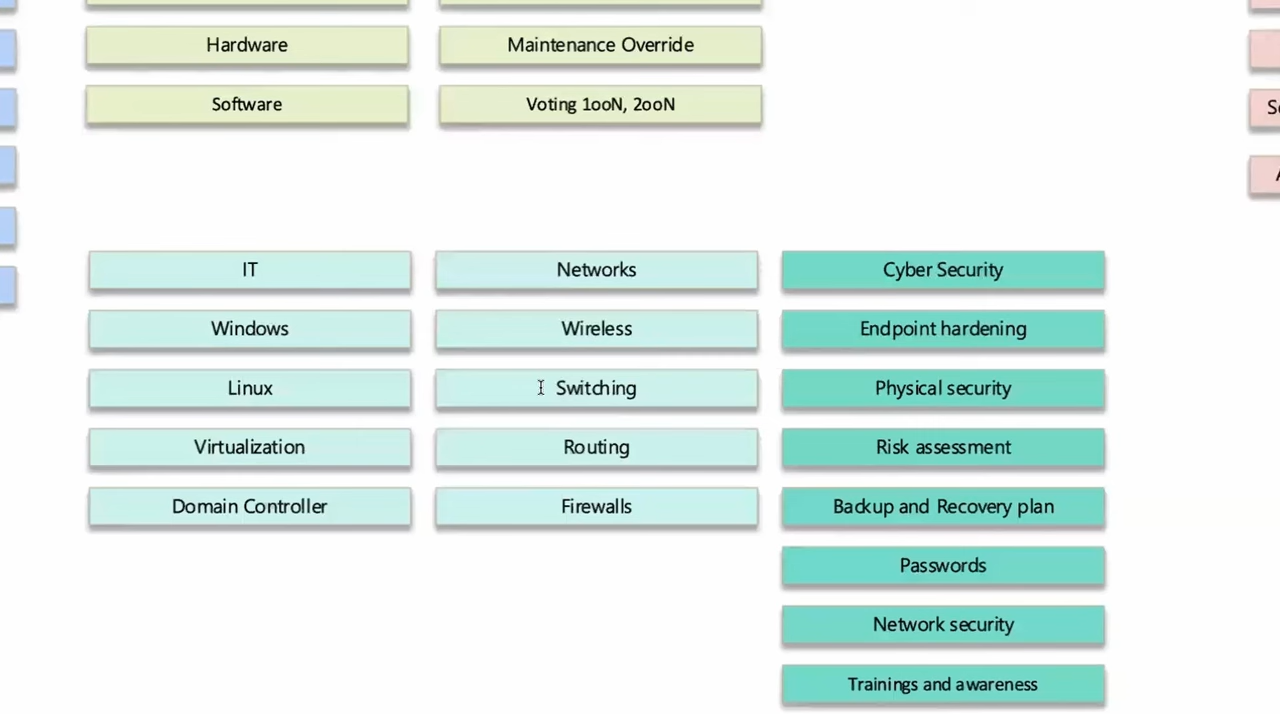 Hardware
Maintenance Override
Software
Voting 1ooN, 2ooN
IT
Networks
Cyber Security
Windows
Wireless
Endpoint hardening
Linux
Switching
Physical security
Virtualization
Routing
Risk assessment
Domain Controller
Firewalls
Backup and Recovery plan
Passwords
Network security
Trainings and awareness